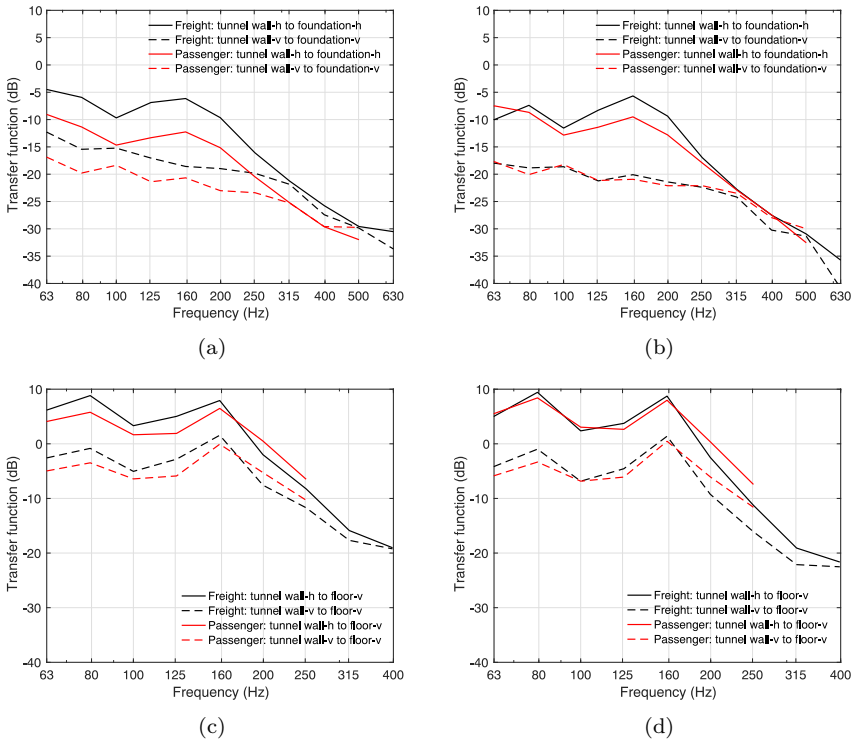 Freight: tunnel wall-h to foundation-h
Freight: tunnel wall-v to foundation-v
Passenger: tunnel wall-h to foundation-h
Passenger: tunnel wall-v to foundation-v
10
5
0
-5
-10
-15
-20
-25
-30
-35
-40
Transfer function (dB)
63 80 100 125 160 200 250 315 400 500 630
Frequency (Hz)
(a)
Freight: tunnel wall-h to foundation-h
Freight: tunnel wall-v to foundation-v
Passenger: tunnel wall-h to foundation-h
Passenger: tunnel wall-v to foundation-v
10
5
0
-5
-10
-15
-20
-25
-30
-35
-40
Transfer function (dB)
63 80 100 125 160 200 250 315 400 500 630
Frequency (Hz)
(b)
10
0
-10
-20
-30
-40
Transfer function (dB)
Freight: tunnel wall-h to floor-v
Freight: tunnel wall-v to floor-v
Passenger: tunnel wall-h to floor-v
Passenger: tunnel wall-v to floor-v
63 80 100 125 160 200 250 315 400
Frequency (Hz)
(c)
10
0
-10
-20
-30
-40
Transfer function (dB)
Freight: tunnel wall-h to floor-v
Freight: tunnel wall-v to floor-v
Passenger: tunnel wall-h to floor-v
Passenger: tunnel wall-v to floor-v
63 80 100 125 160 200 250 315 400
Frequency (Hz)
(d)